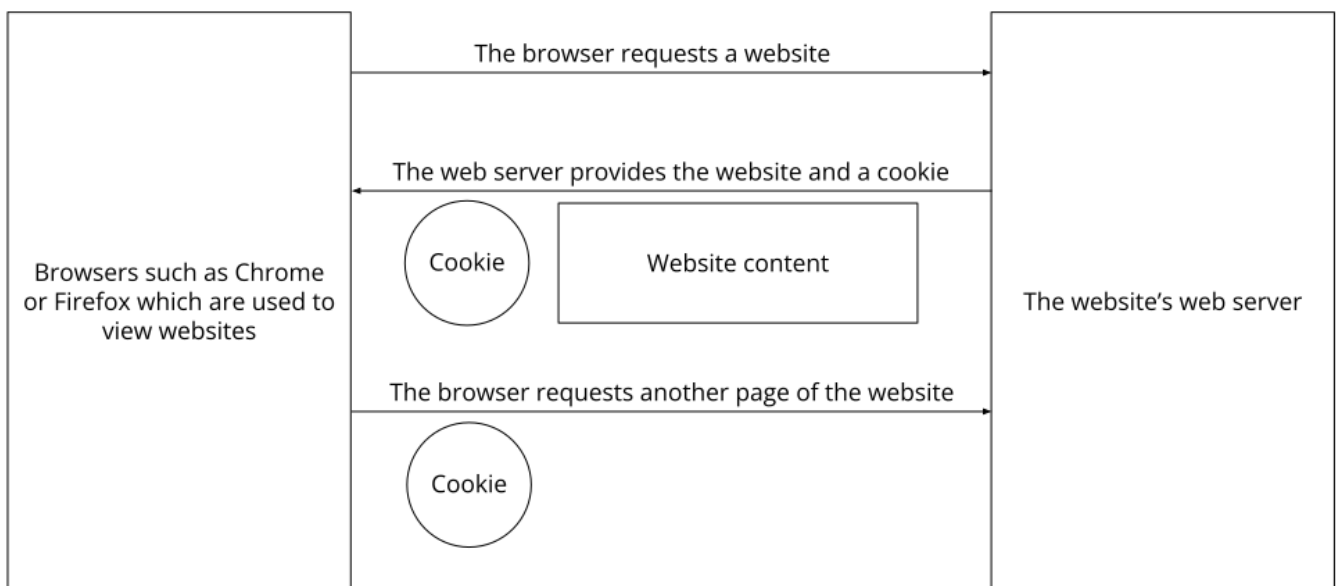 The browser requests a website
The web server provides the website and a cookie
Cookie
Website content
Browsers such as Chrome
or Firefox which are used to
view websites
The website’s web server
The browser requests another page of the website
Cookie